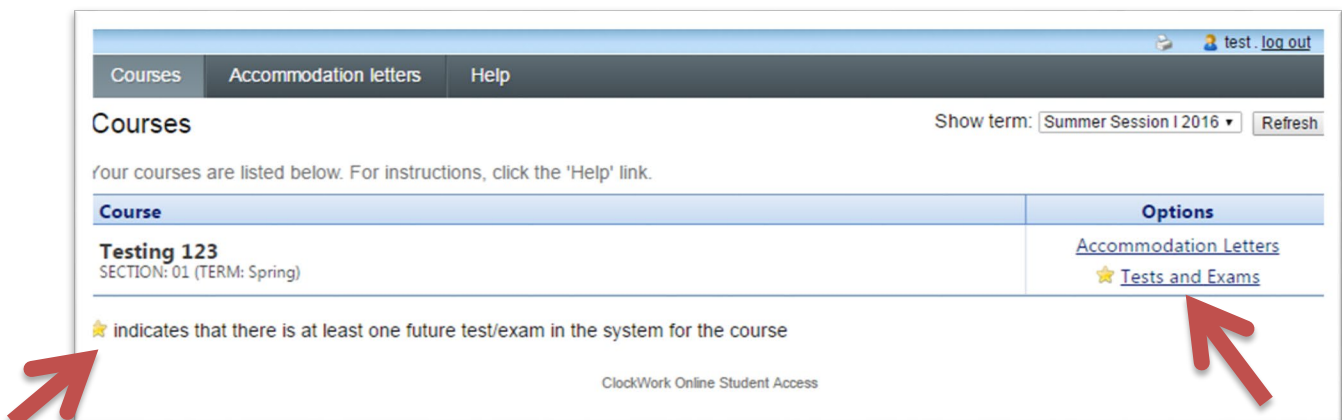 test . log out
Courses Accommodation letters Help
Courses Show term: Summer Session I 2016 Refresh
Your courses are listed below. For instructions, click the 'Help' link.
Course Options
Testing 123 Accommodation Letters
SECTION: 01 (TERM: Spring) Tests and Exams
indicates that there is at least one future test/exam in the system for the course
ClockWork Online Student Access